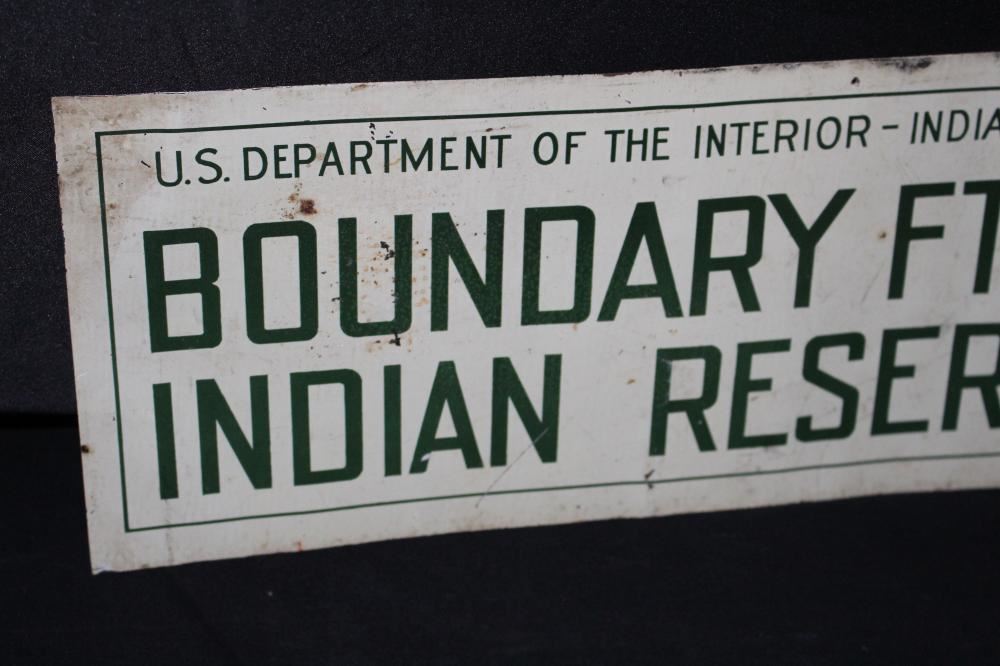 U.S. DEPARTMENT OF THE INTERIOR - INDIA
BOUNDARY FT
INDIAN RESER